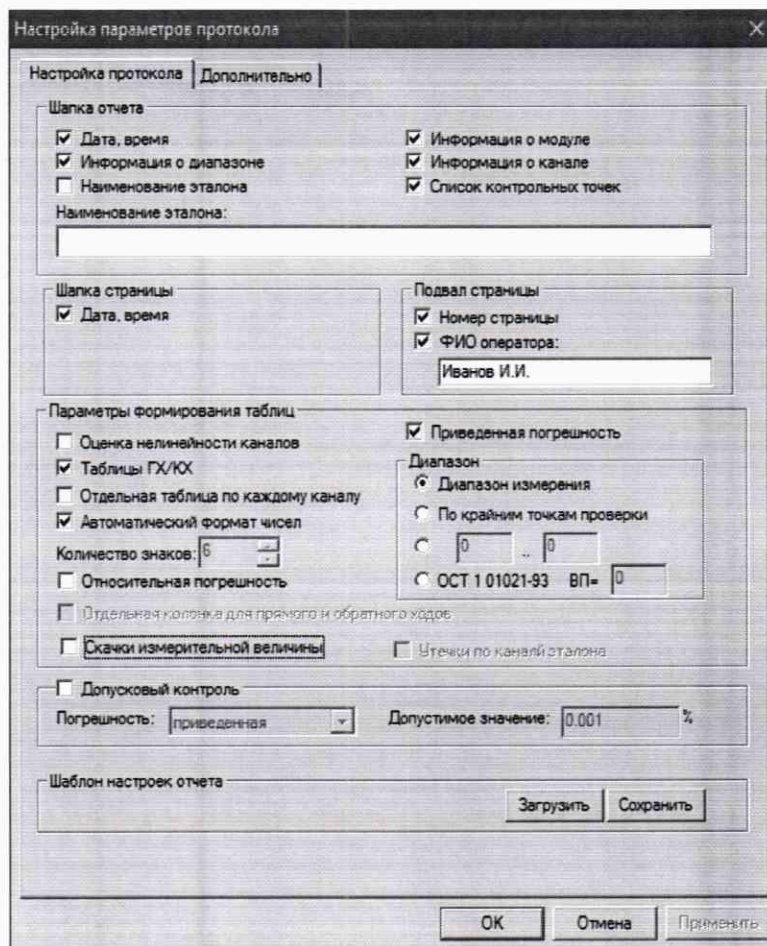 Настройка параметров протокола
Настройка протокола
Дополнительно
Шапка отчета
Дата, время
Информация о модуле
Информация о диапазоне
Информация о канале
Наименование эталона
Список контрольных точек
Наименование эталона:
Шапка страницы
Дата, время
Подвал страницы
Номер страницы
ФИО оператора:
Иванов И.И.
Параметры формирования таблиц
Оценка нелинейности каналов
Таблицы ГХ/КХ
Отдельная таблица по каждому каналу
Автоматический формат чисел
Количество знаков: 6
Относительная погрешность
Приведенная погрешность
Диапазон
Диапазон измерения
По крайним точкам проверки
0 .. 0
ОСТ 1 01021-93 ВП= 0
Отдельная колонка для прямого и обратного ходов
Скачки измерительной величины
Утечки по каналй эталона
Допусковый контроль
Погрешность: приведенная
Допустимое значение: 0.001 %
Шаблон настроек отчета
Загрузить
Сохранить
OK
Отмена
Применить